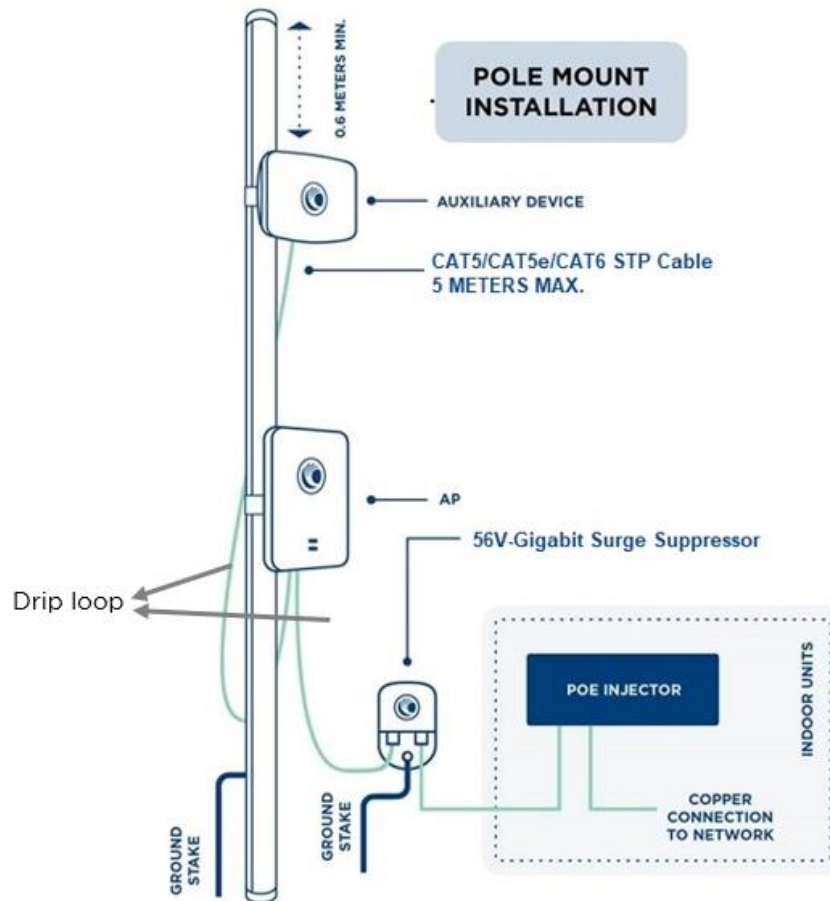 0.6 METERS MIN.
POLE MOUNT
INSTALLATION
AUXILIARY DEVICE
CAT5/CAT5e/CAT6 STP Cable
5 METERS MAX.
AP
56V-Gigabit Surge Suppressor
Drip loop
POE INJECTOR
INDOOR UNITS
COPPER
CONNECTION
TO NETWORK
GROUND
STAKE
GROUND
STAKE